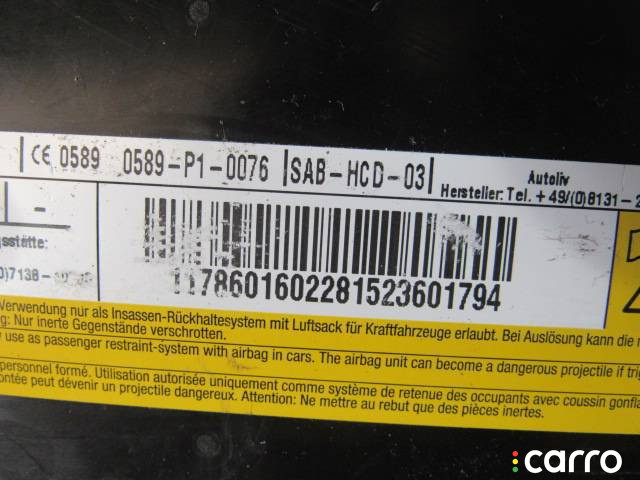 CE 0589 0589-P1-0076 SAB-HCD-03 Autoliv
Hersteller: Tel. +49/(0)8131-2
gsstätte:
)7138-
1178601602281523601794
Verwendung nur als Insassen-Rückhaltesystem mit Luftsack für Kraftfahrzeuge erlaubt. Bei Auslösung kann die
g: Nur inerte Gegenstände verschrotten.
use as passenger restraint-system with airbag in cars. The airbag unit can become a dangerous projectile if trig
personnel formé. Utilisation autorisée uniquement comme système de retenue des occupants avec coussin gonfla
ontée peut dévenir un projectile dangereux. Attention: Ne mettre au rebut que des pièces inertes.
carro